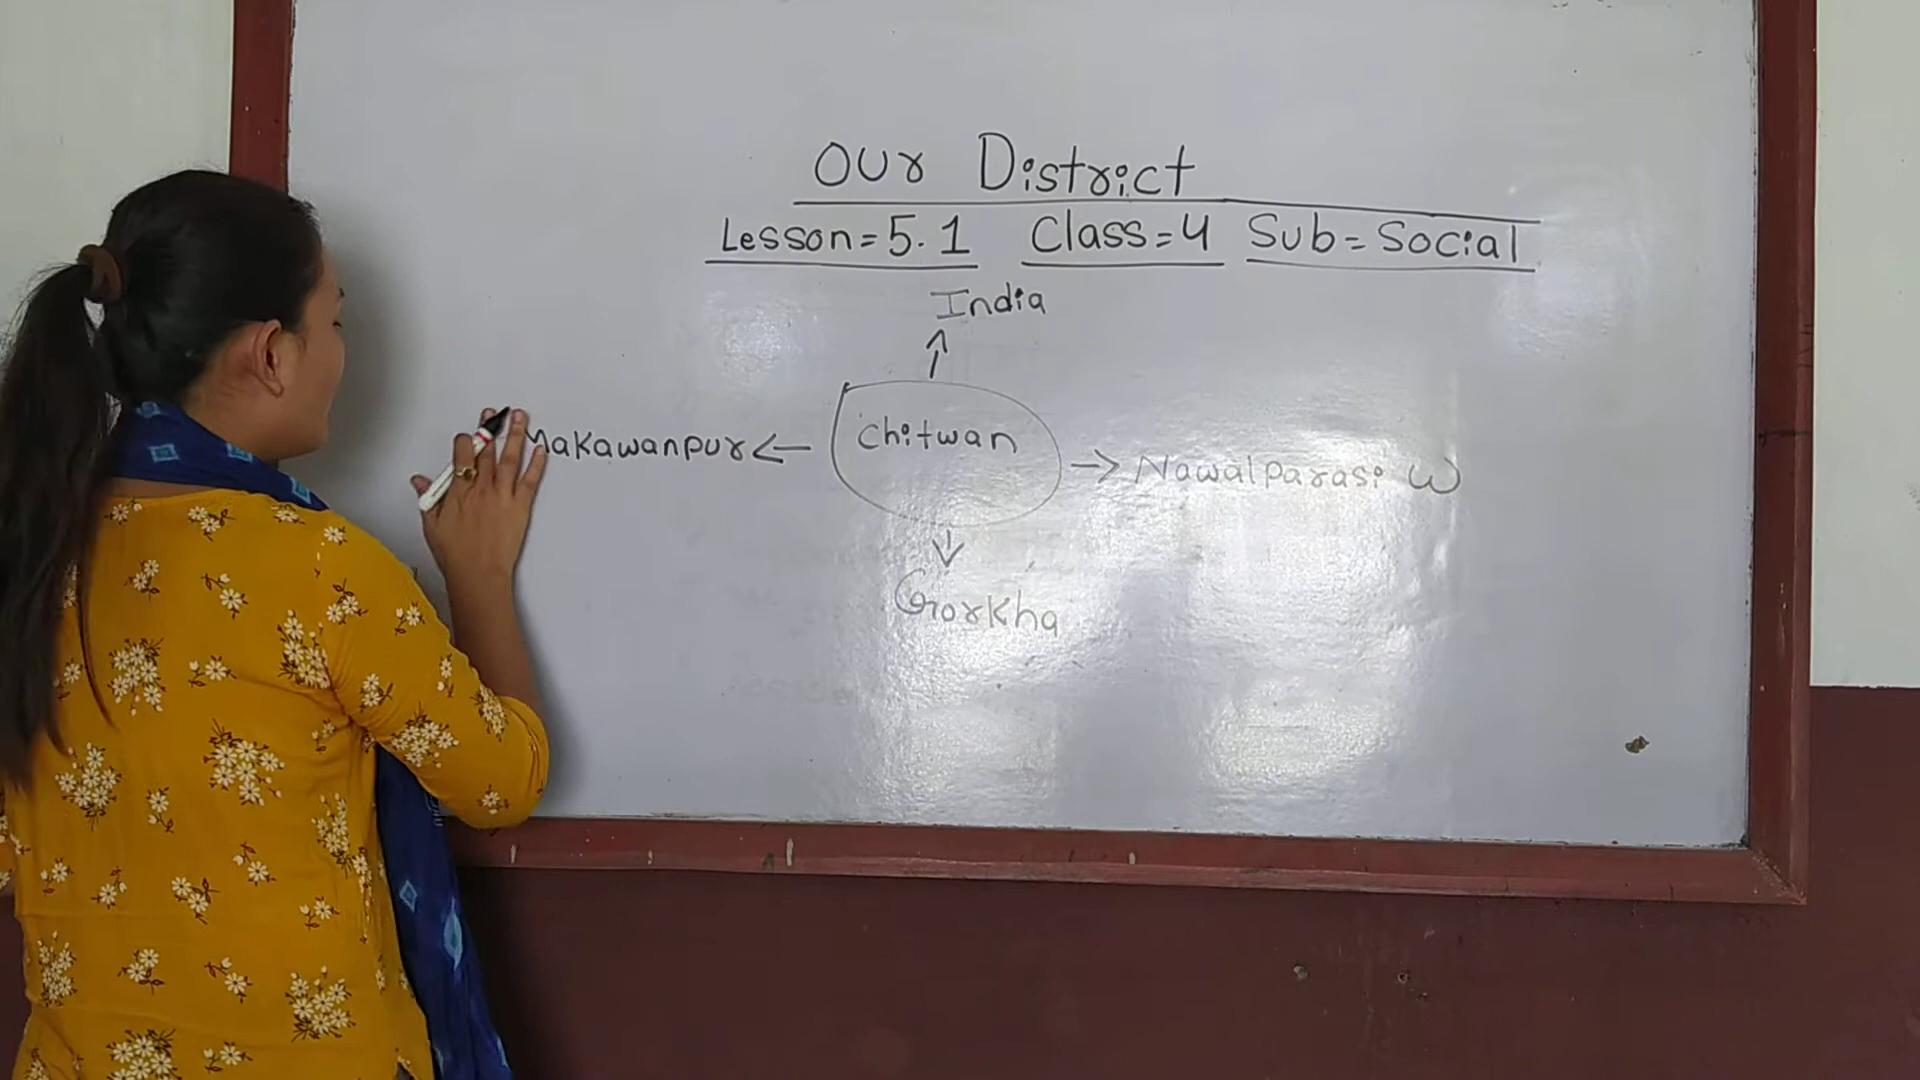 Our District
Lesson=5.1 Class=4 Sub=Social
India
↑
Makawanpur ← Chitwan → Nawalparasi W
↓
Gorkha